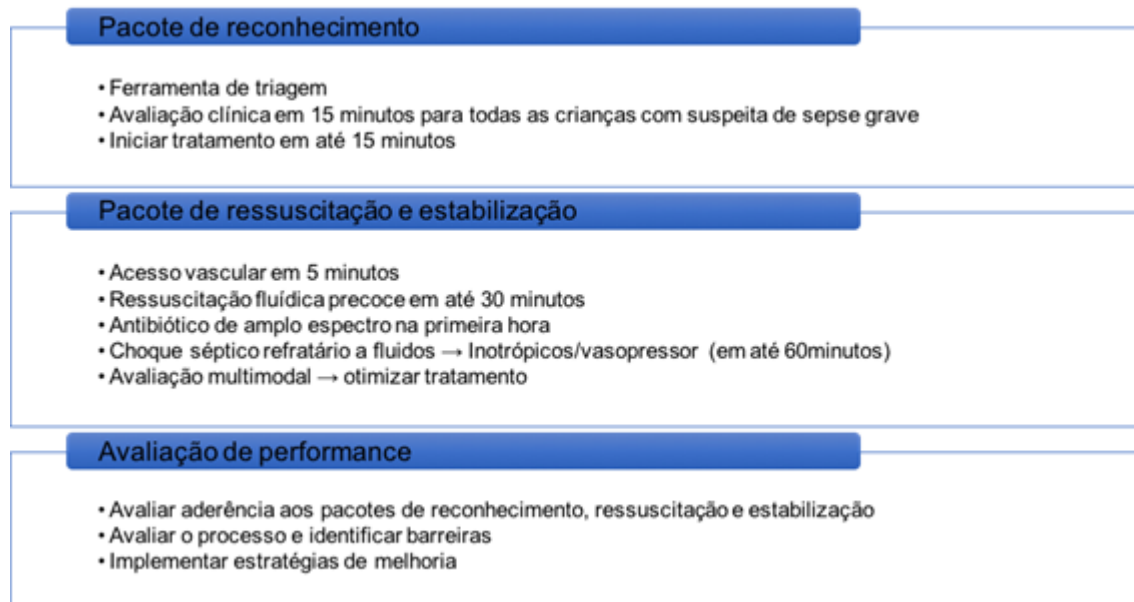 Pacote de reconhecimento
• Ferramenta de triagem
• Avaliação clínica em 15 minutos para todas as crianças com suspeita de sepse grave
• Iniciar tratamento em até 15 minutos
Pacote de ressuscitação e estabilização
• Acesso vascular em 5 minutos
• Ressuscitação fluídica precoce em até 30 minutos
• Antibiótico de amplo espectro na primeira hora
• Choque séptico refratário a fluidos → Inotrópicos/vasopressor (em até 60minutos)
• Avaliação multimodal → otimizar tratamento
Avaliação de performance
• Avaliar aderência aos pacotes de reconhecimento, ressuscitação e estabilização
• Avaliar o processo e identificar barreiras
• Implementar estratégias de melhoria